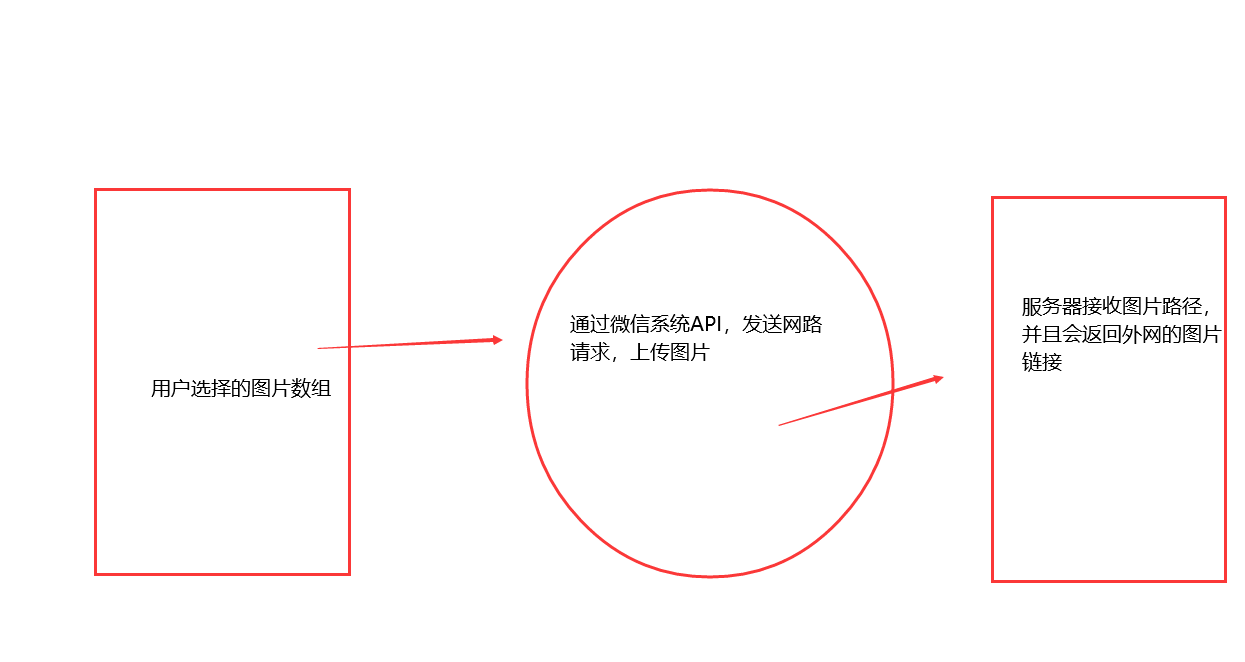 用户选择的图片数组
通过微信系统API，发送网路
请求，上传图片
服务器接收图片路径，
并且会返回外网的图片
链接